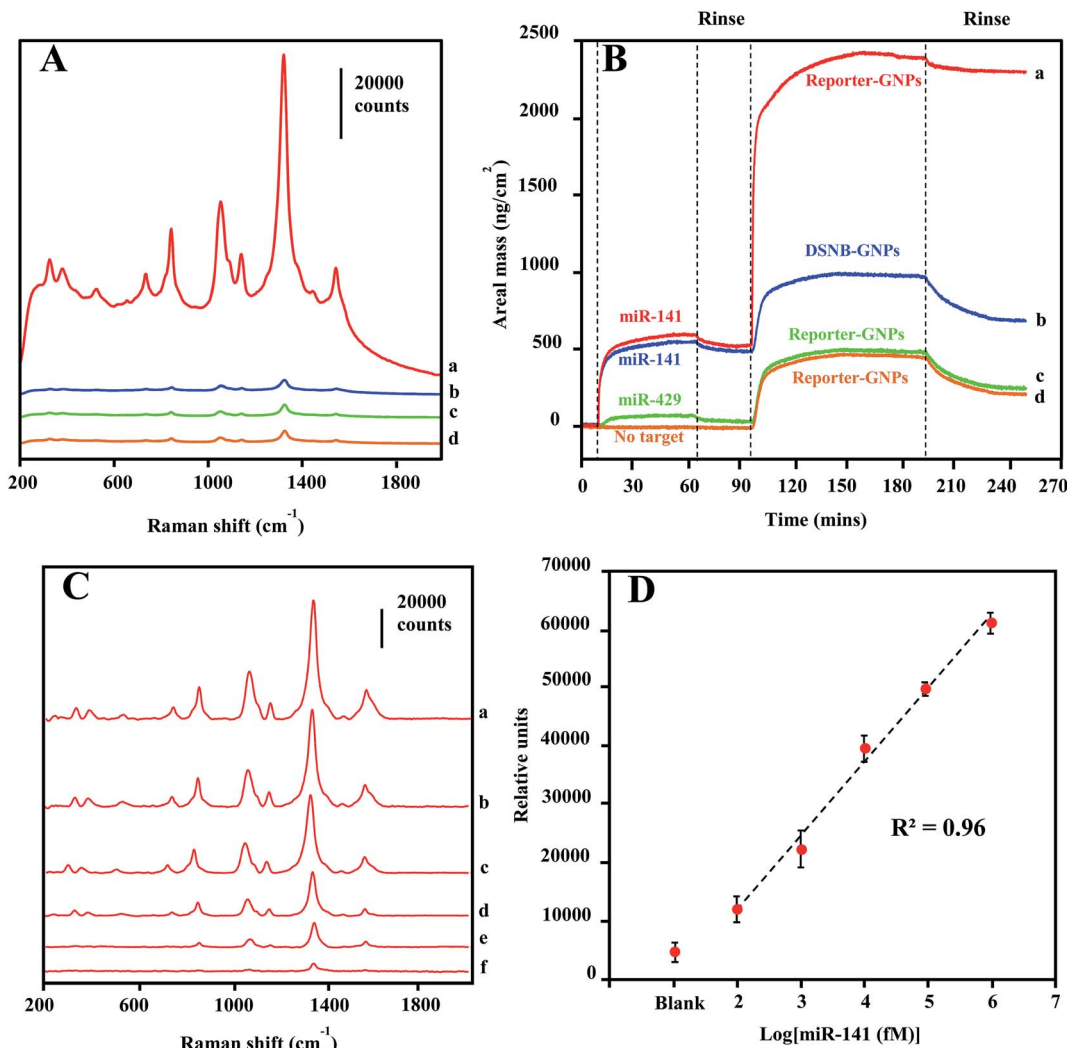 A
20000
counts
a
b
c
d
200 600 1000 1400 1800
Raman shift (cm⁻¹)
Rinse Rinse
B
2500
2000
1500
1000
500
0
Areal mass (ng/cm²)
Reporter-GNPs
a
DSNB-GNPs
miR-141
b
miR-141
Reporter-GNPs
Reporter-GNPs
c
miR-429
d
No target
0 30 60 90 120 150 180 210 240 270
Time (mins)
C
20000
counts
a
b
c
d
e
f
200 600 1000 1400 1800
Raman shift (cm⁻¹)
D
70000
60000
50000
40000
30000
20000
10000
0
Relative units
R² = 0.96
Blank 2 3 4 5 6 7
Log[miR-141 (fM)]